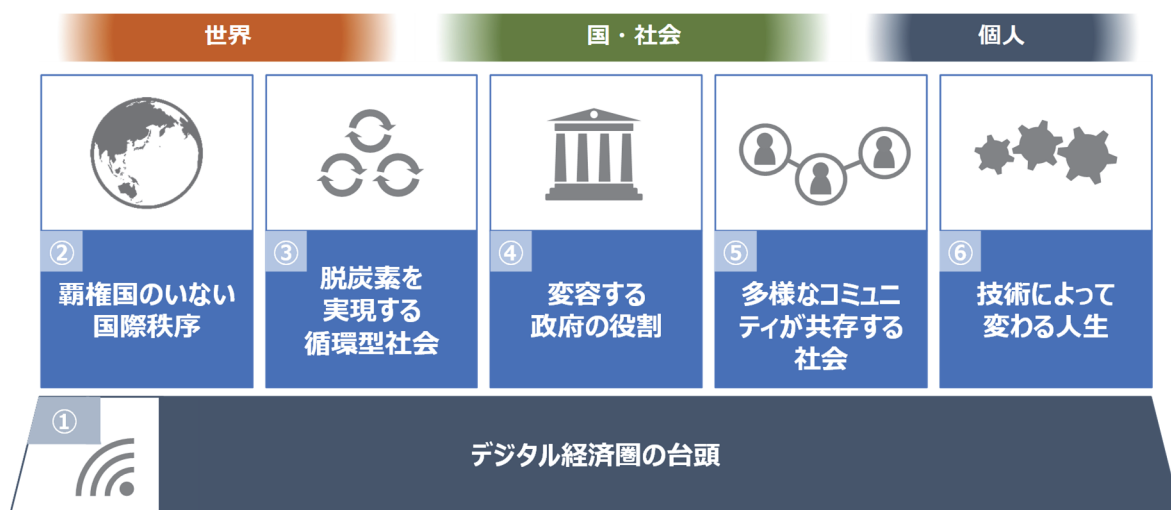 世界
国・社会
個人
②
覇権国のいない
国際秩序
③
脱炭素を
実現する
循環型社会
④
変容する
政府の役割
⑤
多様なコミュニ
ティが共存する
社会
⑥
技術によって
変わる人生
①
デジタル経済圏の台頭